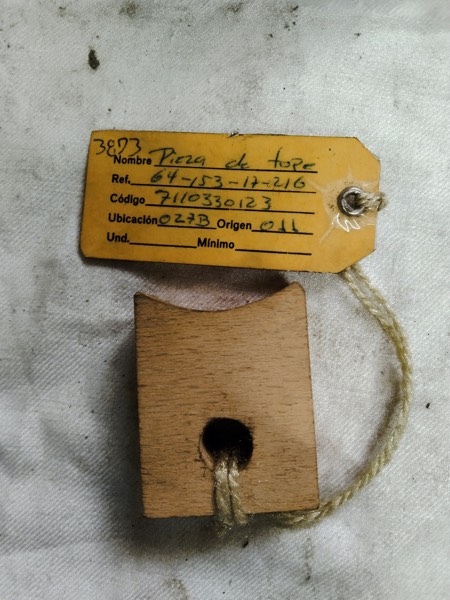 3873
Nombre Pieza de tope
Ref. 64-153-17-216
Código 7110330123
Ubicación 027B Origen 011
Und. Mínimo